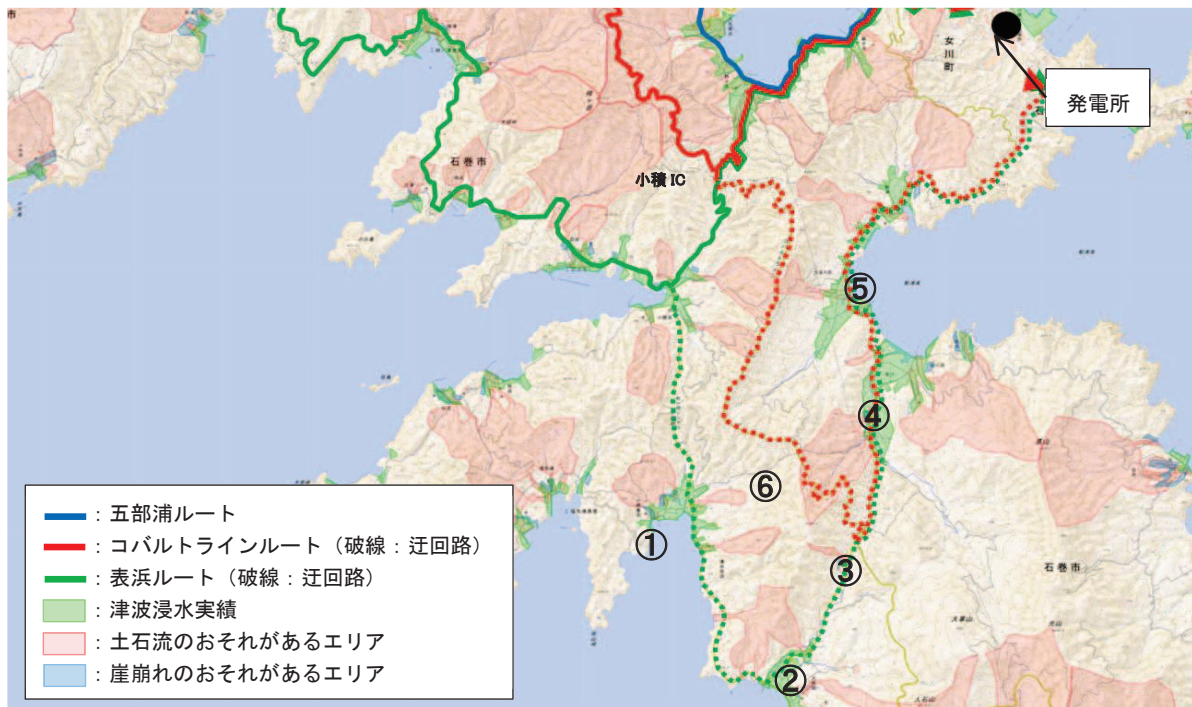 女川町
発電所
石巻市
小積 IC
⑤
④
⑥
①
③
石巻市
②
：五部浦ルート
：コバルトラインルート（破線：迂回路）
：表浜ルート（破線：迂回路）
：津波浸水実績
：土石流のおそれがあるエリア
：崖崩れのおそれがあるエリア